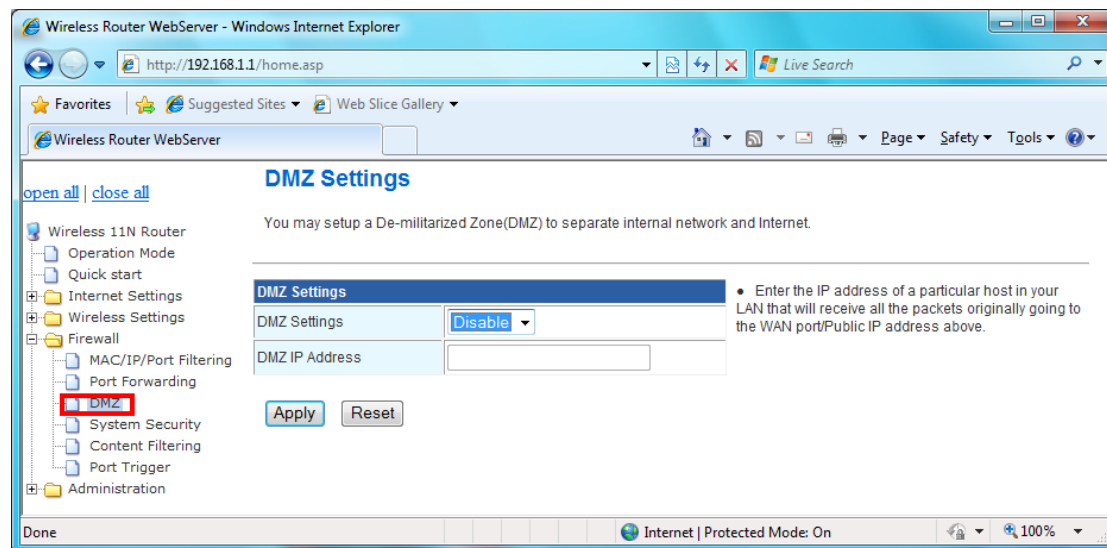 Wireless Router WebServer - Windows Internet Explorer
http://192.168.1.1/home.asp
Live Search
Favorites
Suggested Sites
Web Slice Gallery
Wireless Router WebServer
Page
Safety
Tools
open all | close all
Wireless 11N Router
Operation Mode
Quick start
Internet Settings
Wireless Settings
Firewall
MAC/IP/Port Filtering
Port Forwarding
DMZ
System Security
Content Filtering
Port Trigger
Administration
DMZ Settings
You may setup a De-militarized Zone(DMZ) to separate internal network and Internet.
DMZ Settings
DMZ Settings
Disable
DMZ IP Address
Apply
Reset
● Enter the IP address of a particular host in your
LAN that will receive all the packets originally going to
the WAN port/Public IP address above.
Done
Internet | Protected Mode: On
100%